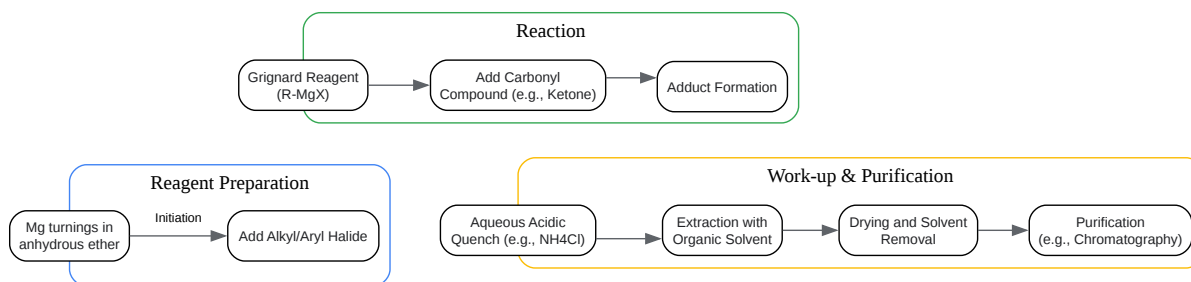 Reaction
Grignard Reagent
(R-MgX)
Add Carbonyl
Compound (e.g., Ketone)
Adduct Formation
Reagent Preparation
Mg turnings in
anhydrous ether
Initiation
Add Alkyl/Aryl Halide
Work-up & Purification
Aqueous Acidic
Quench (e.g., NH4Cl)
Extraction with
Organic Solvent
Drying and Solvent
Removal
Purification
(e.g., Chromatography)